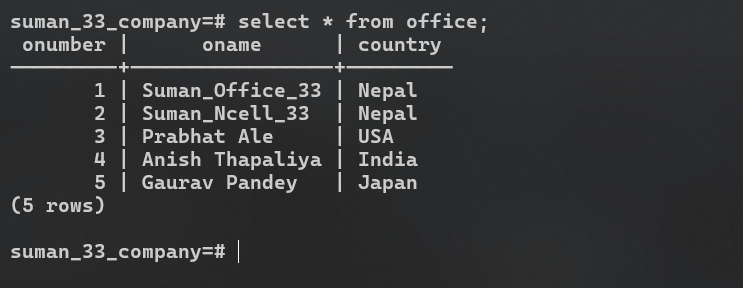 suman_33_company=# select * from office;
 onumber |      oname       | country
---------+------------------+---------
       1 | Suman_Office_33 | Nepal
       2 | Suman_Ncell_33  | Nepal
       3 | Prabhat Ale     | USA
       4 | Anish Thapaliya | India
       5 | Gaurav Pandey   | Japan
(5 rows)
suman_33_company=#